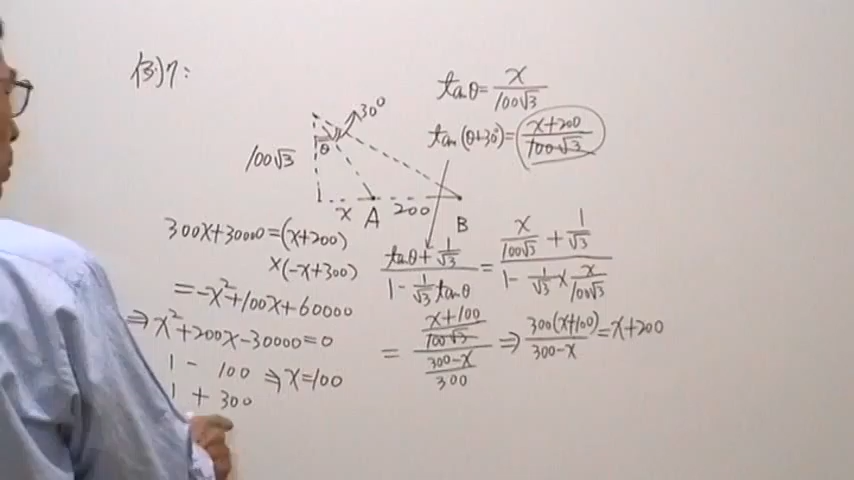 例7:
tanθ=x/100√3
tan(θ+30°)=(x+200)/100√3
30°
θ
100√3
x A 200 B
300x+30000=(x+200)
×(-x+300)
=-x²+100x+60000
⇒x²+200x-30000=0
1 - 100 ⇒x=100
1 + 300
(tanθ+1/√3)/(1-1/√3 tanθ)=(x/100√3+1/√3)/(1-1/√3×x/100√3)
=((x+100)/100√3)/((300-x)/300) ⇒ 300(x+100)/(300-x)=x+200